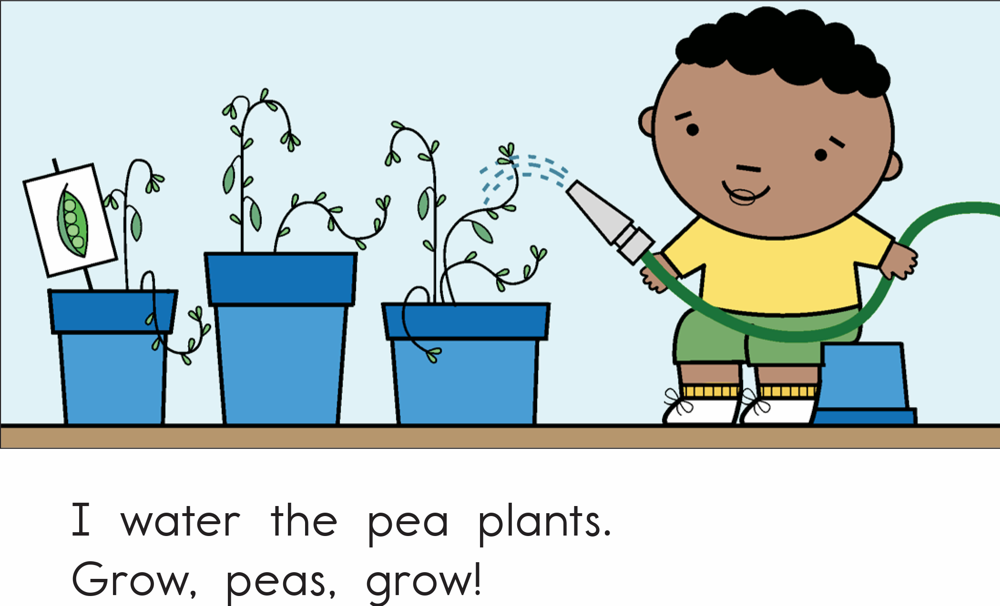 I water the pea plants.
Grow, peas, grow!